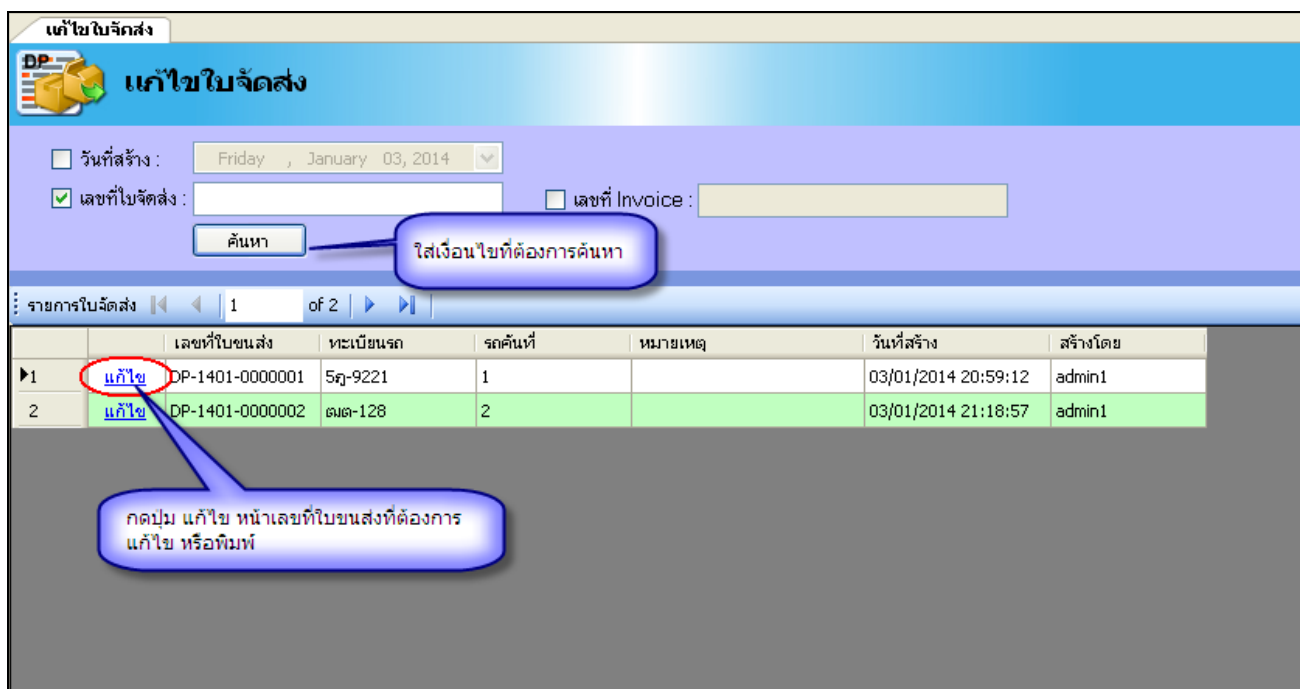 แก้ไขใบจัดส่ง
DP
แก้ไขใบจัดส่ง
วันที่สร้าง : Friday , January 03, 2014
เลขที่ใบจัดส่ง : เลขที่ Invoice :
ค้นหา
ใส่เงื่อนไขที่ต้องการค้นหา
รายการใบจัดส่ง 1 of 2
เลขที่ใบขนส่ง ทะเบียนรถ รถคันที่ หมายเหตุ วันที่สร้าง สร้างโดย
1 แก้ไข DP-1401-0000001 5ฎ-9221 1 03/01/2014 20:59:12 admin1
2 แก้ไข DP-1401-0000002 ฒต-128 2 03/01/2014 21:18:57 admin1
กดปุ่ม แก้ไข หน้าเลขที่ใบขนส่งที่ต้องการ
แก้ไข หรือพิมพ์